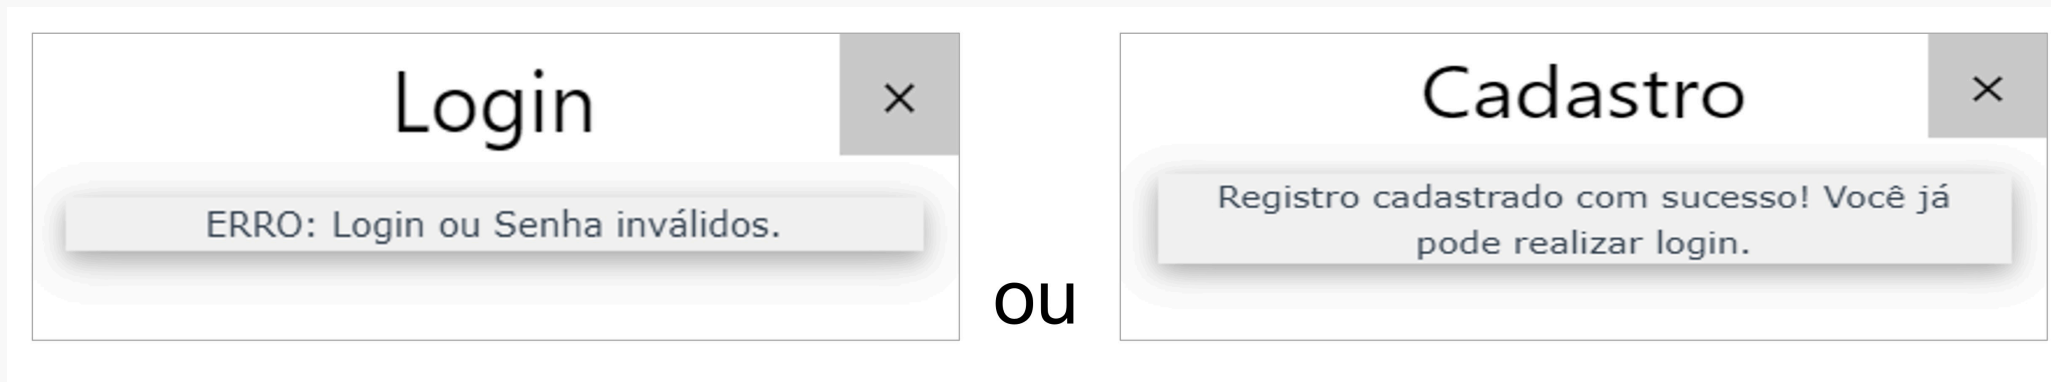 Login
×
ERRO: Login ou Senha inválidos.
ou
Cadastro
×
Registro cadastrado com sucesso! Você já
pode realizar login.